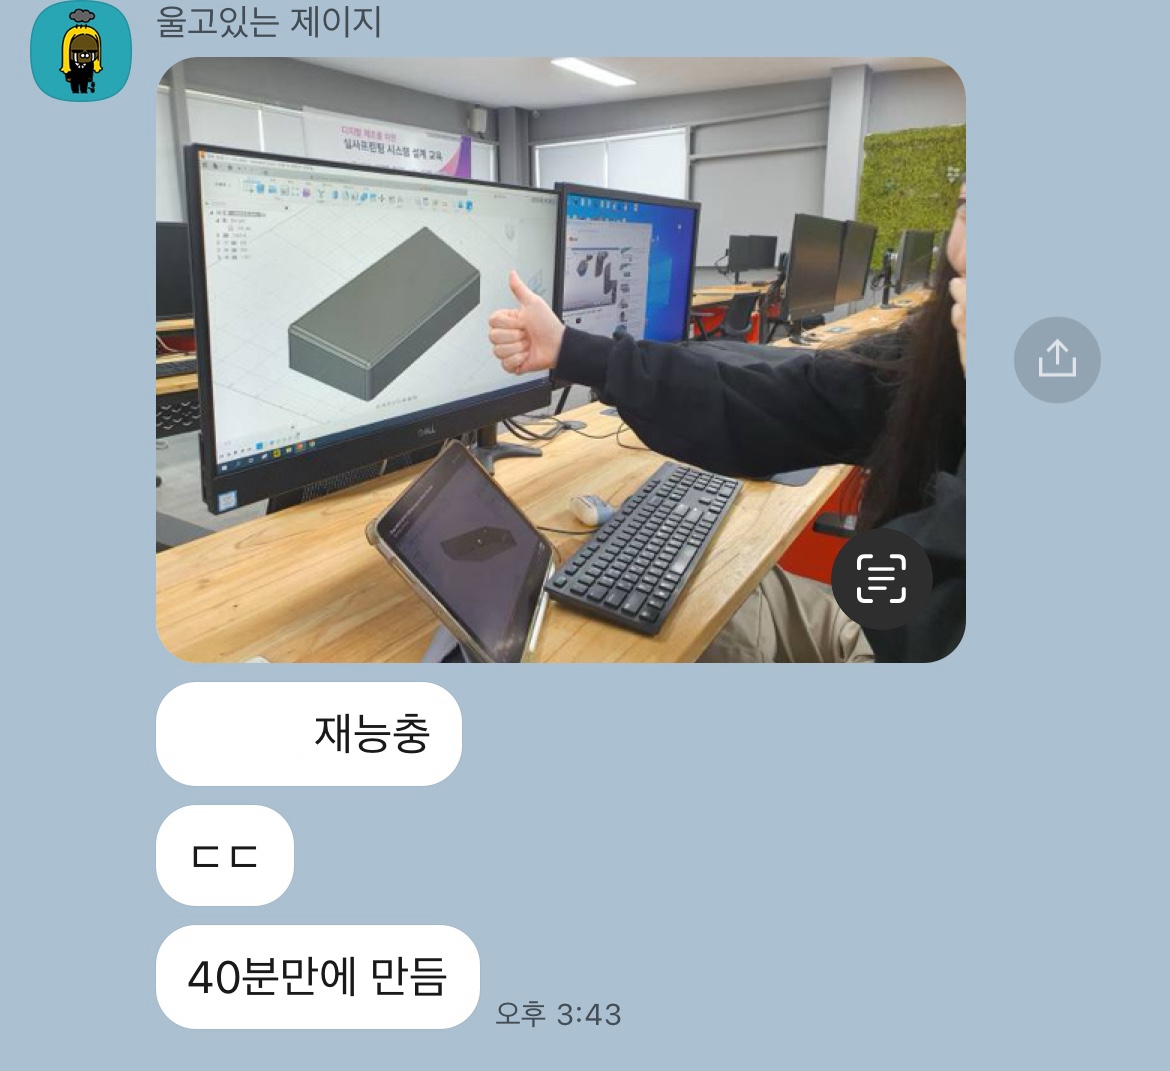 울고있는 제이지
디지털 제조를 위한
실사프린팅 시스템 설계 교육
DELL
재능충
ㄷㄷ
40분만에 만듬
오후 3:43